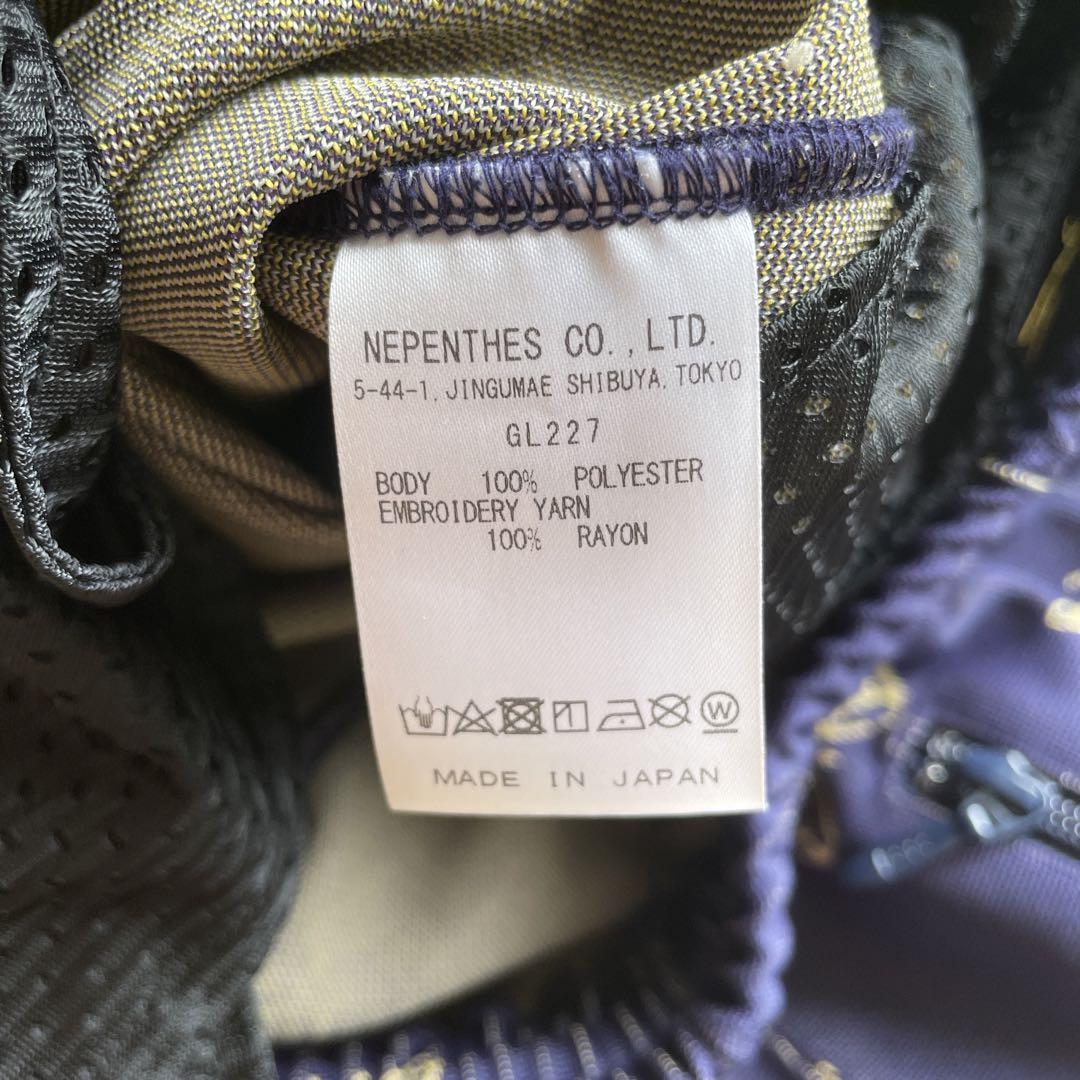 NEPENTHES CO., LTD.
5-44-1, JINGUMAE SHIBUYA, TOKYO
GL227
BODY 100% POLYESTER
EMBROIDERY YARN
100% RAYON
W
MADE IN JAPAN